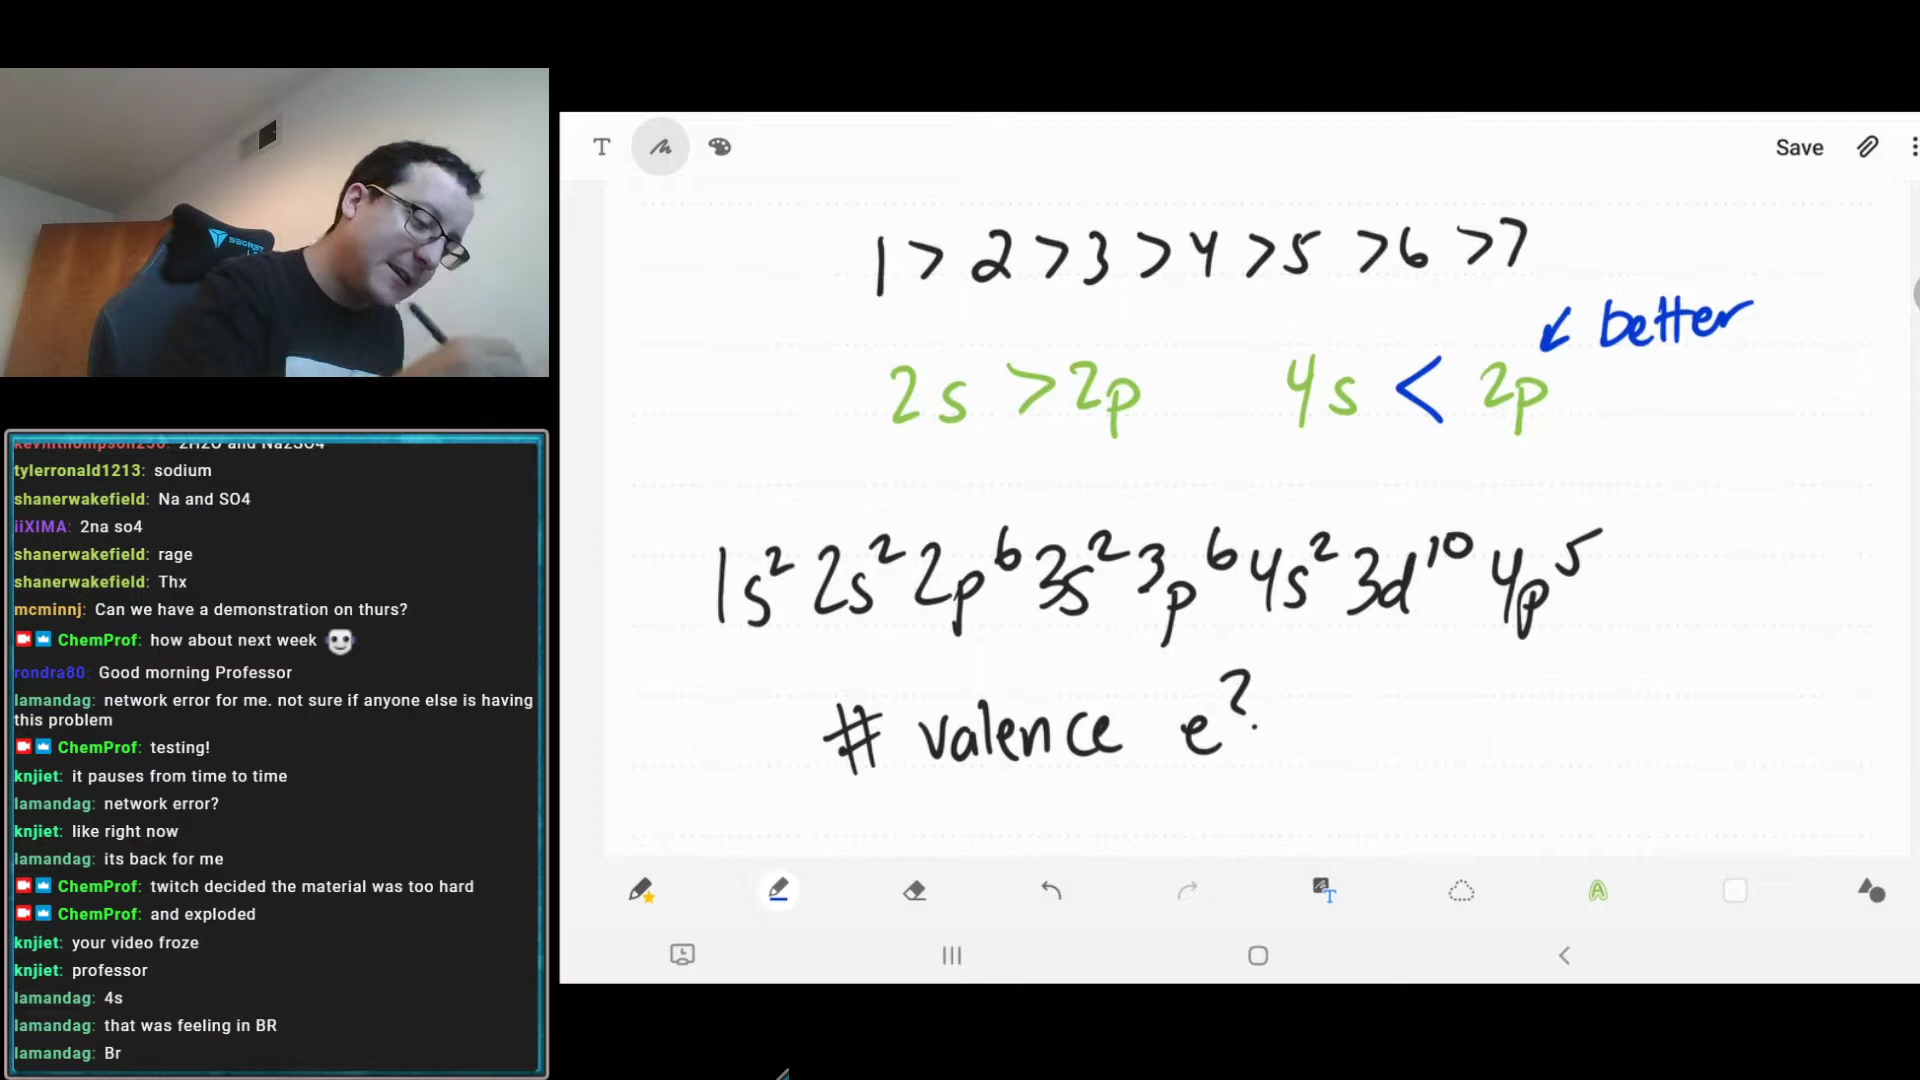 SECRET
kevinthompson256: 2H2O and Na2SO4
tylerronald1213: sodium
shanerwakefield: Na and SO4
iiXIMA: 2na so4
shanerwakefield: rage
shanerwakefield: Thx
mcminnj: Can we have a demonstration on thurs?
ChemProf: how about next week
rondra80: Good morning Professor
lamandag: network error for me. not sure if anyone else is having
this problem
ChemProf: testing!
knjiet: it pauses from time to time
lamandag: network error?
knjiet: like right now
lamandag: its back for me
ChemProf: twitch decided the material was too hard
ChemProf: and exploded
knjiet: your video froze
knjiet: professor
lamandag: 4s
lamandag: that was feeling in BR
lamandag: Br
T
Save
1 > 2 > 3 > 4 > 5 > 6 > 7
better
2s > 2p 4s < 2p
1s² 2s² 2p⁶ 3s² 3p⁶ 4s² 3d¹⁰ 4p⁵
# valence e?